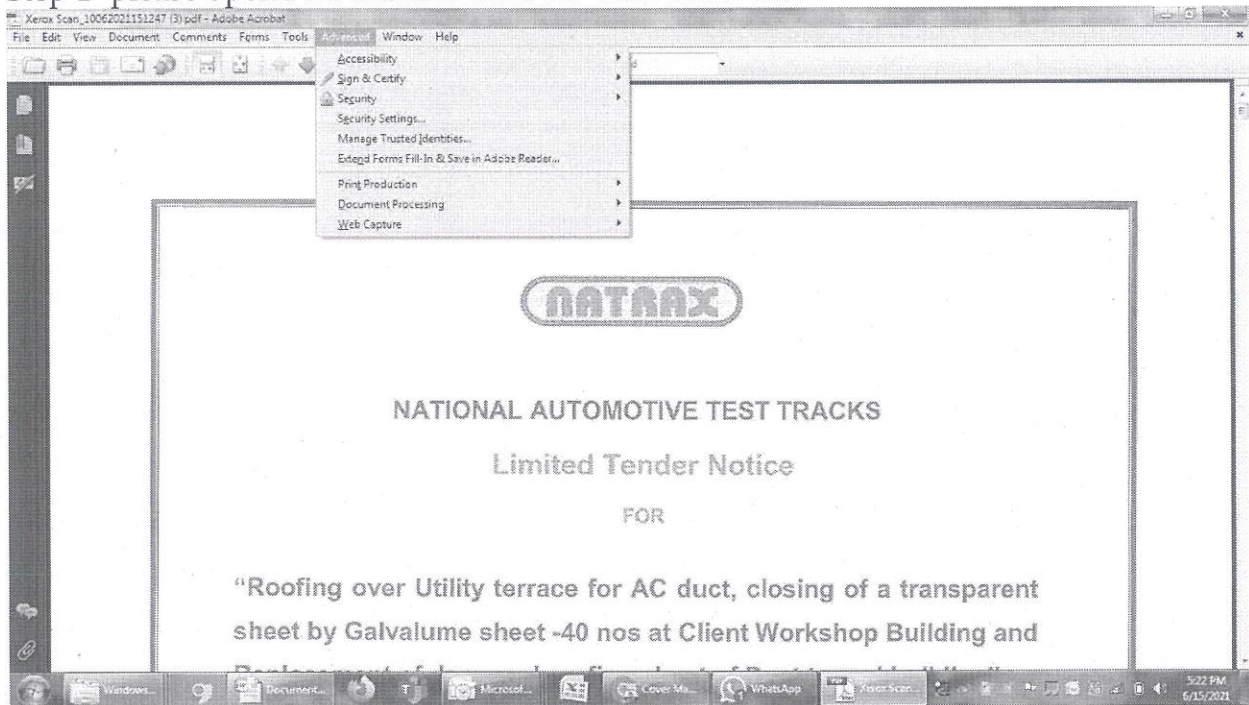 Xerox Scan_10062021151247 (3).pdf - Adobe Acrobat
File Edit View Document Comments Forms Tools Advanced Window Help
Accessibility
Sign & Certify
Security
Security Settings...
Manage Trusted Identities...
Extend Forms Fill-In & Save in Adobe Reader...
Print Production
Document Processing
Web Capture
NATRAX
NATIONAL AUTOMOTIVE TEST TRACKS
Limited Tender Notice
FOR
“Roofing over Utility terrace for AC duct, closing of a transparent
sheet by Galvalume sheet -40 nos at Client Workshop Building and
Windows... Document... Microsof... Cover Ma... WhatsApp Xerox Scan... 5:22 PM
6/15/2021